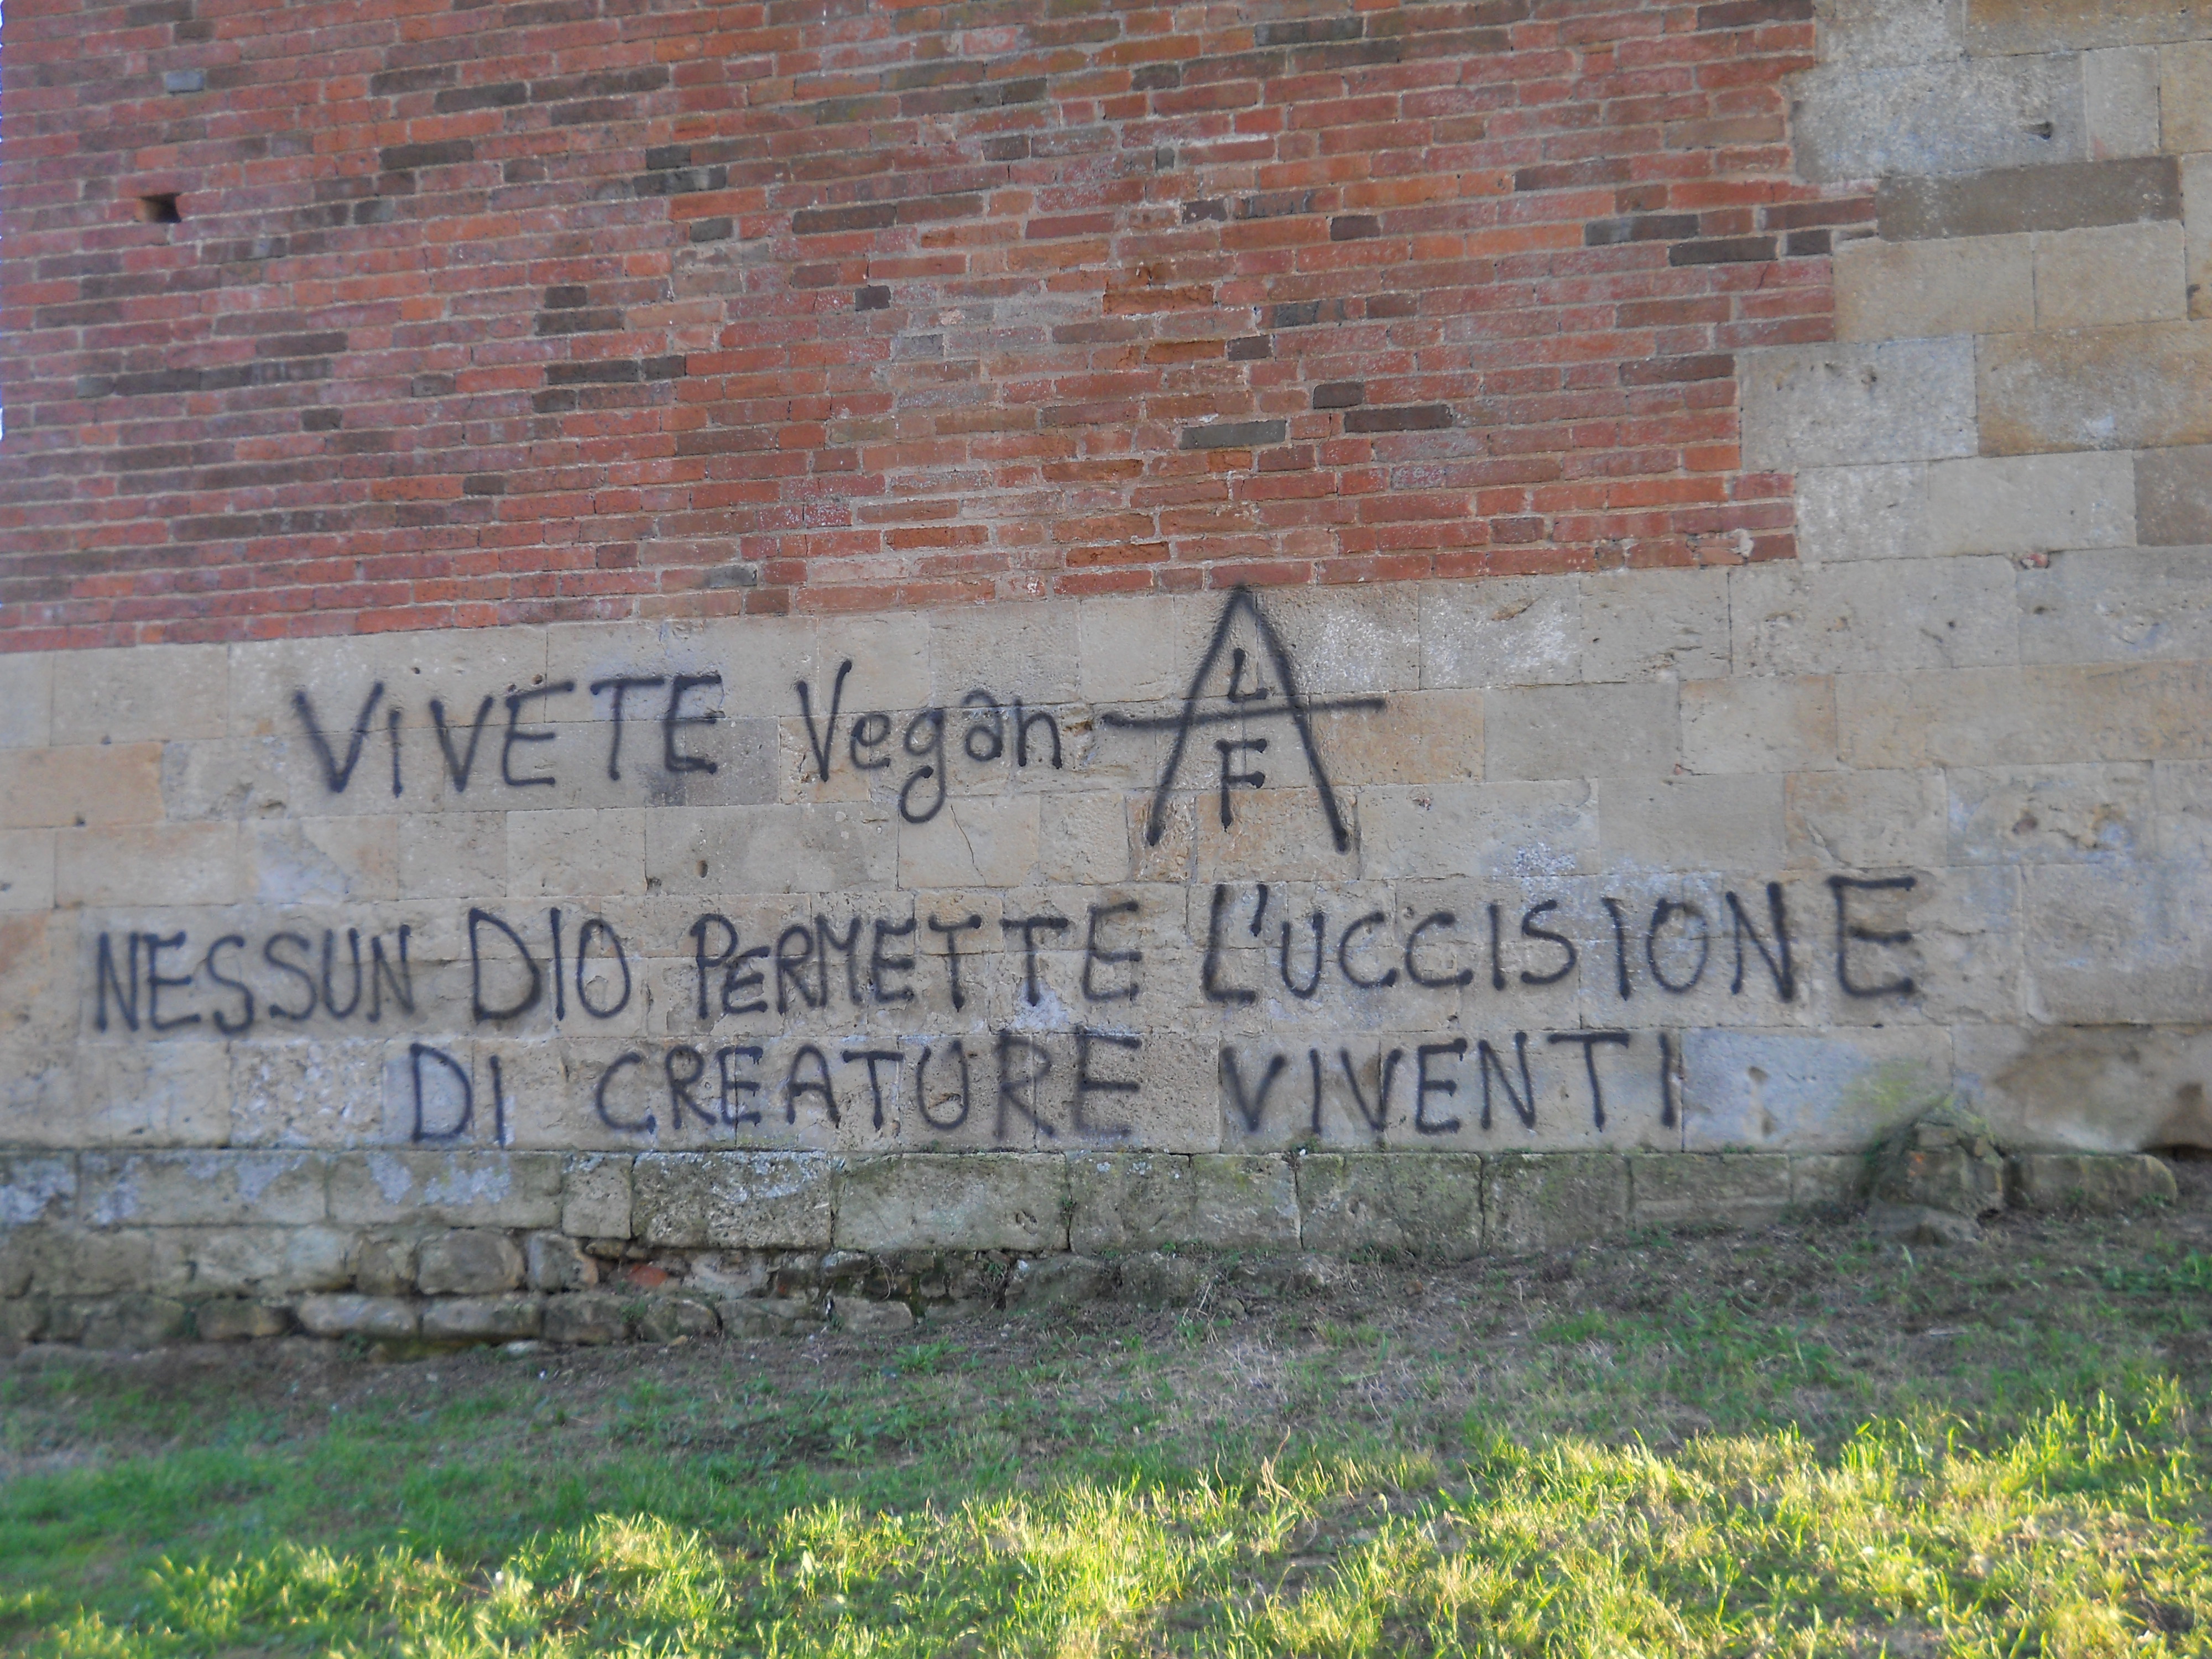 VIVETE Vegan ALF
NESSUN DIO PERMETTE L'UCCISIONE
DI CREATURE VIVENTI